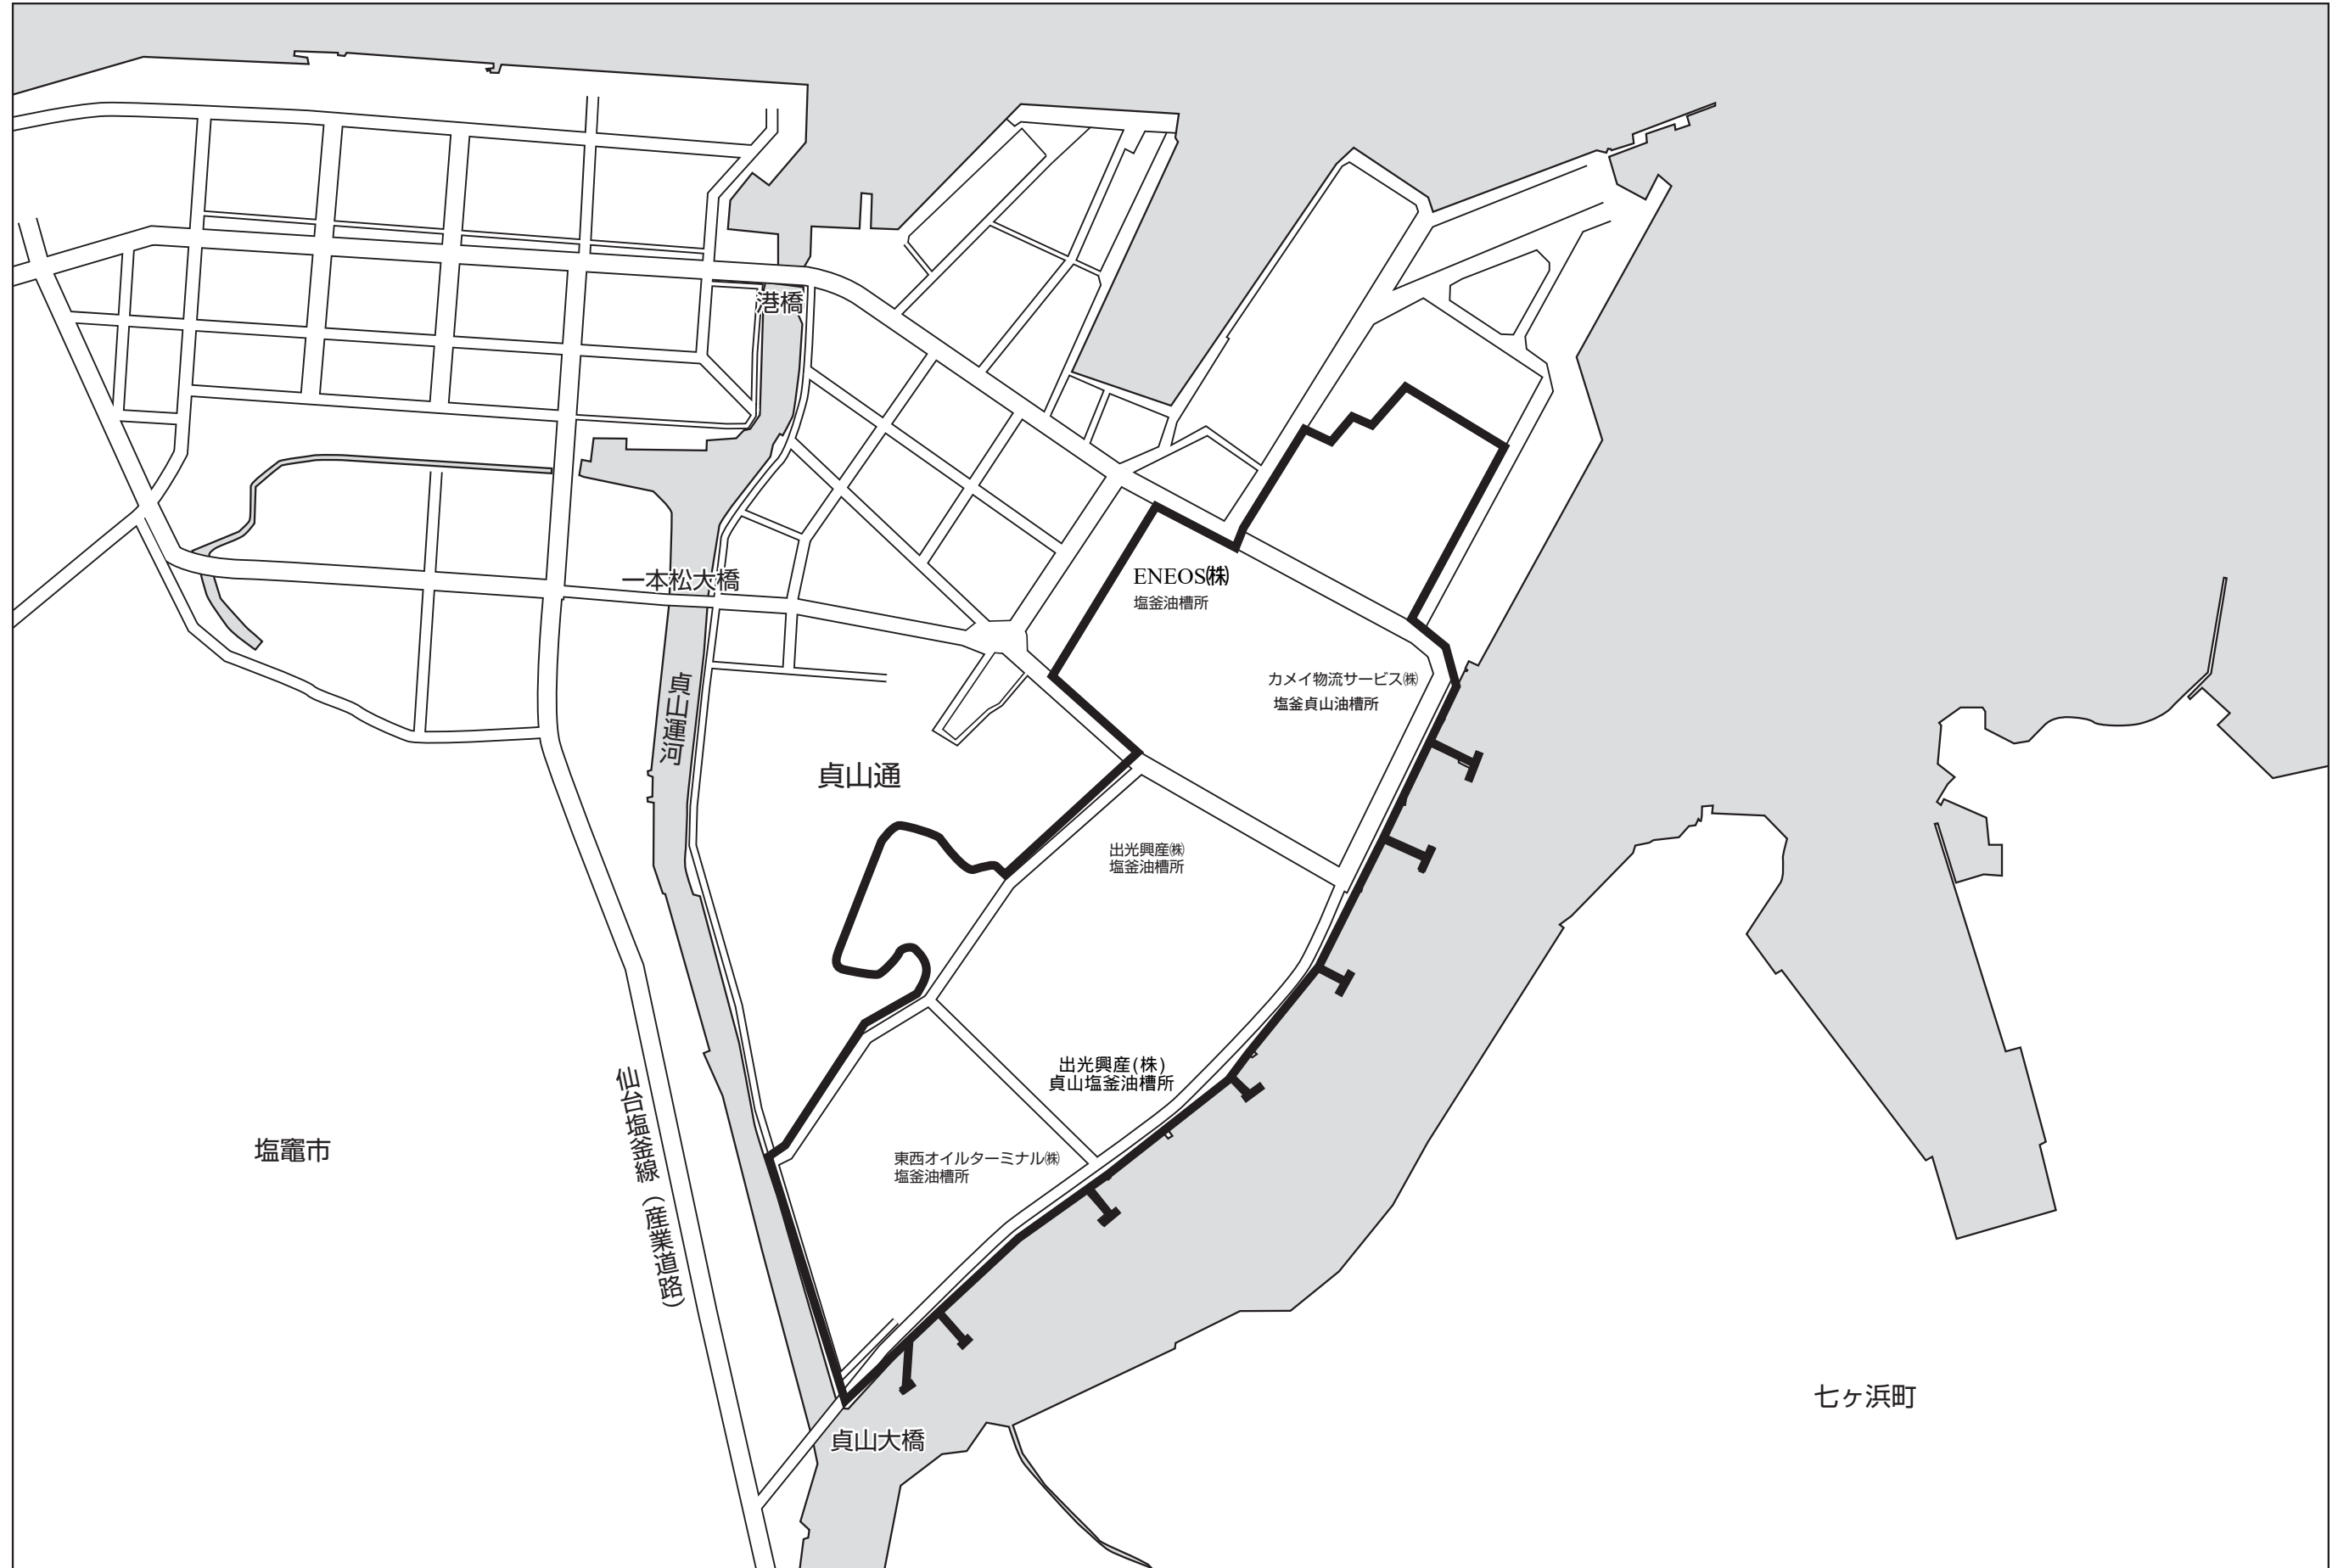 港橋
一本松大橋
ENEOS㈱
塩釜油槽所
カメイ物流サービス㈱
塩釜貞山油槽所
貞山運河
貞山通
出光興産㈱
塩釜油槽所
出光興産(株)
貞山塩釜油槽所
仙台塩釜線（産業道路）
塩竈市
東西オイルターミナル㈱
塩釜油槽所
七ヶ浜町
貞山大橋